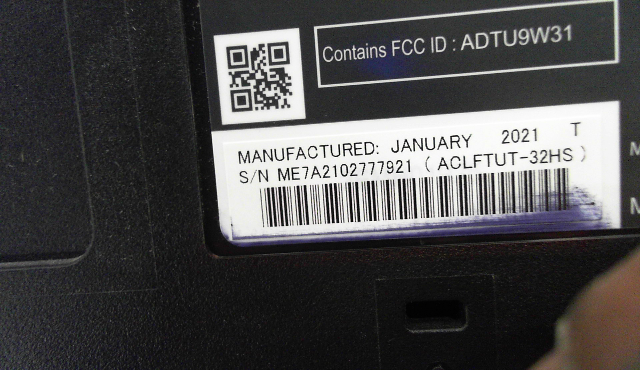 Contains FCC ID : ADTU9W31
MANUFACTURED: JANUARY 2021 T
S/N ME7A2102777921 ( ACLFTUT-32HS )